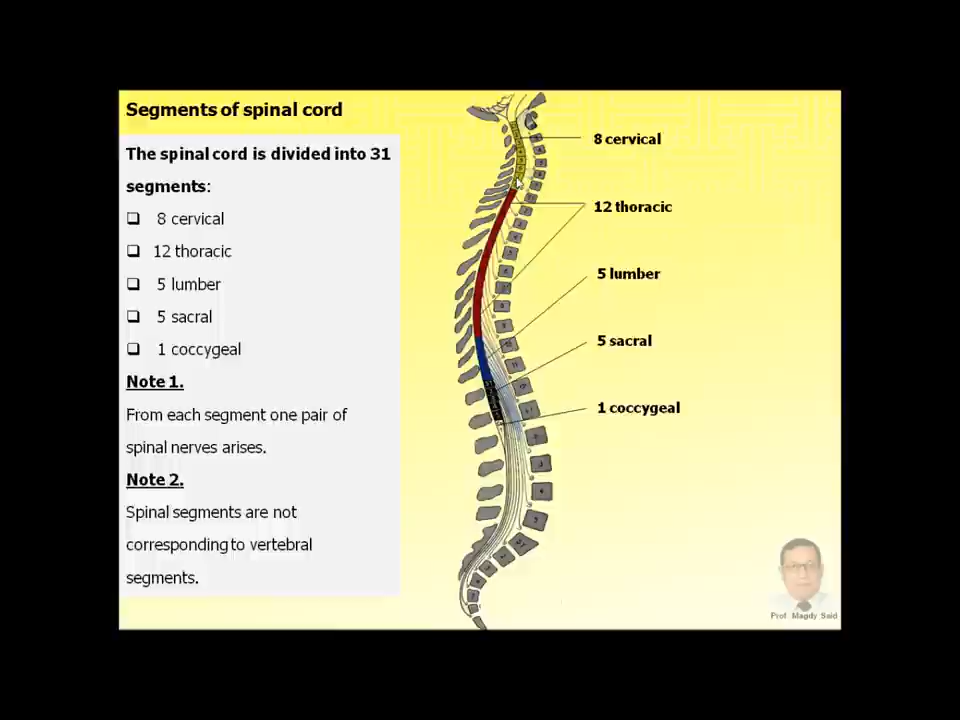 Segments of spinal cord
The spinal cord is divided into 31
segments:
8 cervical
12 thoracic
5 lumber
5 sacral
1 coccygeal
Note 1.
From each segment one pair of
spinal nerves arises.
Note 2.
Spinal segments are not
corresponding to vertebral
segments.
8 cervical
12 thoracic
5 lumber
5 sacral
1 coccygeal
Prof. Magdy Said